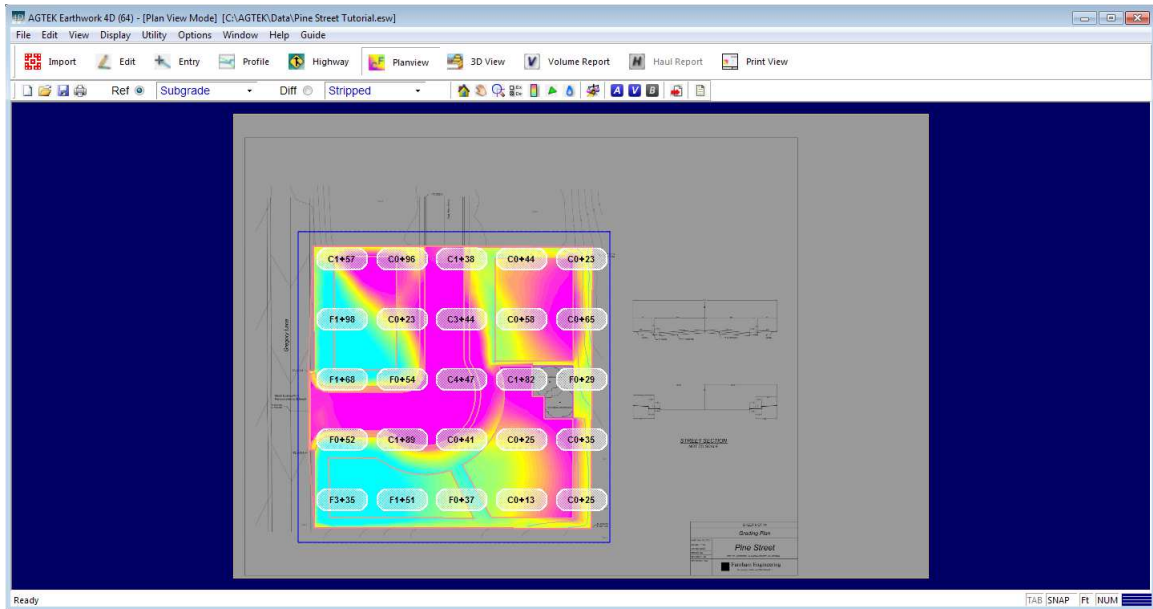 AGTEK Earthwork 4D (64) - [Plan View Mode] [C:\AGTEK\Data\Pine Street Tutorial.esw]
File Edit View Display Utility Options Window Help Guide
Import Edit Entry Profile Highway Planview 3D View Volume Report Haul Report Print View
Ref Subgrade Diff Stripped A V B
C1+57 C0+96 C1+38 C0+44 C0+23
F1+98 C0+23 C3+44 C0+58 C0+65
Gregory Lane
F1+68 F0+54 C4+47 C1+82 F0+29
F0+52 C1+89 C0+41 C0+25 C0+35
STREET SECTION
F3+35 F1+51 F0+37 C0+13 C0+25
Grading Plan
Pine Street
Fairburn Engineering
Ready TAB SNAP Ft NUM